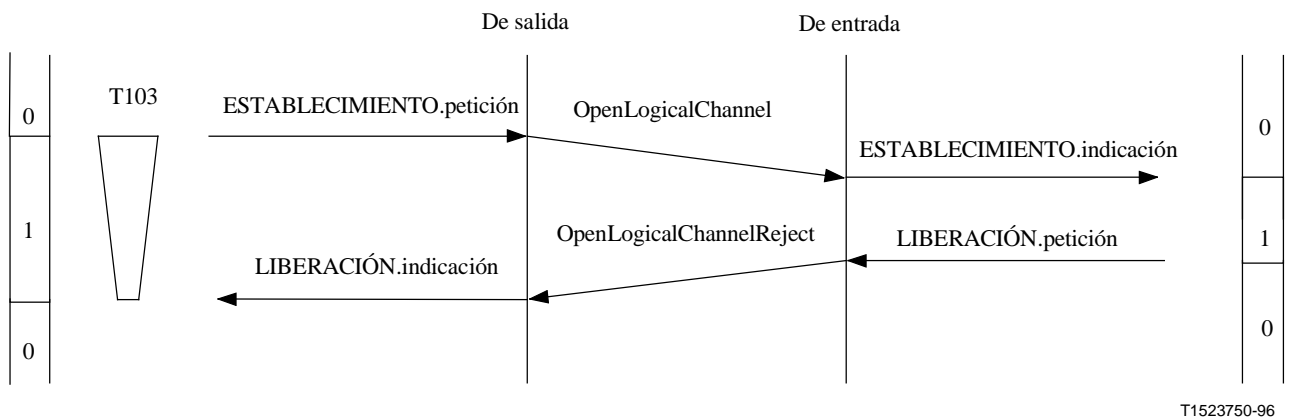 De salida
De entrada
T103
0
ESTABLECIMIENTO.petición
OpenLogicalChannel
0
ESTABLECIMIENTO.indicación
1
OpenLogicalChannelReject
LIBERACIÓN.petición
1
LIBERACIÓN.indicación
0
0
T1523750-96